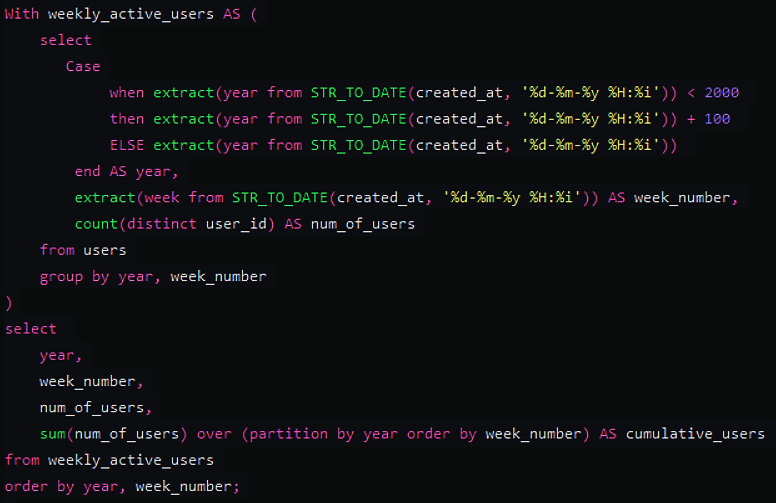 With weekly_active_users AS (
    select
       Case
            when extract(year from STR_TO_DATE(created_at, '%d-%m-%y %H:%i')) < 2000
            then extract(year from STR_TO_DATE(created_at, '%d-%m-%y %H:%i')) + 100
            ELSE extract(year from STR_TO_DATE(created_at, '%d-%m-%y %H:%i'))
        end AS year,
        extract(week from STR_TO_DATE(created_at, '%d-%m-%y %H:%i')) AS week_number,
        count(distinct user_id) AS num_of_users
    from users
    group by year, week_number
)
select
    year,
    week_number,
    num_of_users,
    sum(num_of_users) over (partition by year order by week_number) AS cumulative_users
from weekly_active_users
order by year, week_number;